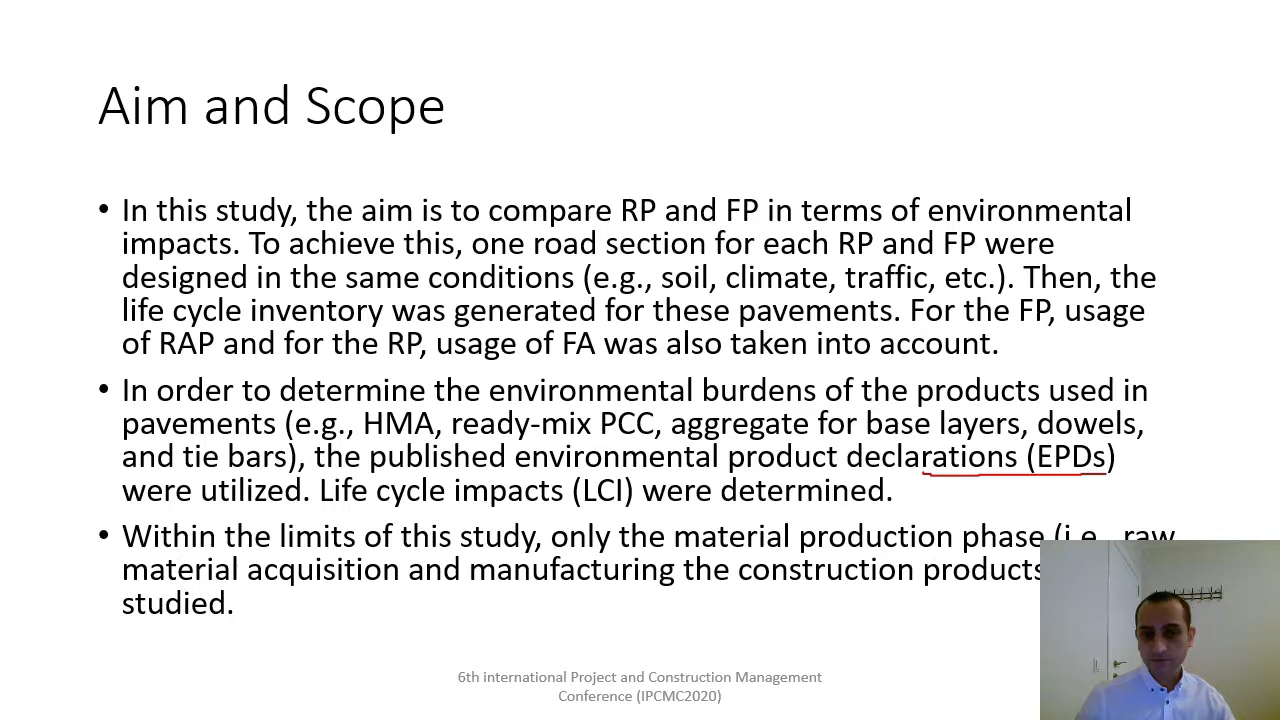 Aim and Scope
• In this study, the aim is to compare RP and FP in terms of environmental
impacts. To achieve this, one road section for each RP and FP were
designed in the same conditions (e.g., soil, climate, traffic, etc.). Then, the
life cycle inventory was generated for these pavements. For the FP, usage
of RAP and for the RP, usage of FA was also taken into account.
• In order to determine the environmental burdens of the products used in
pavements (e.g., HMA, ready-mix PCC, aggregate for base layers, dowels,
and tie bars), the published environmental product declarations (EPDs)
were utilized. Life cycle impacts (LCI) were determined.
• Within the limits of this study, only the material production phase (i.e., raw
material acquisition and manufacturing the construction products
studied.
6th international Project and Construction Management
Conference (IPCMC2020)